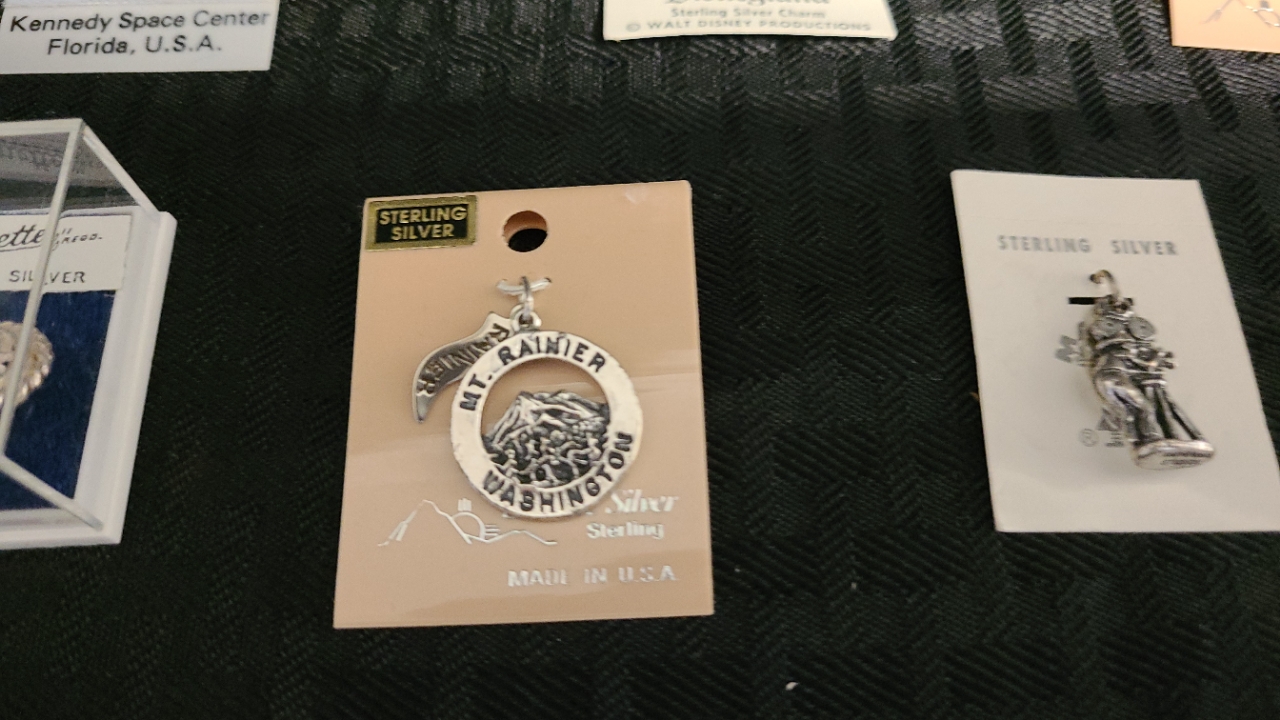 Kennedy Space Center
Florida, U.S.A.
Sterling Silver Charm
© WALT DISNEY PRODUCTIONS
SILVER
STERLING
SILVER
RAINIER
MT. RAINIER
WASHINGTON
Silver
Sterling
MADE IN U.S.A.
STERLING SILVER
®